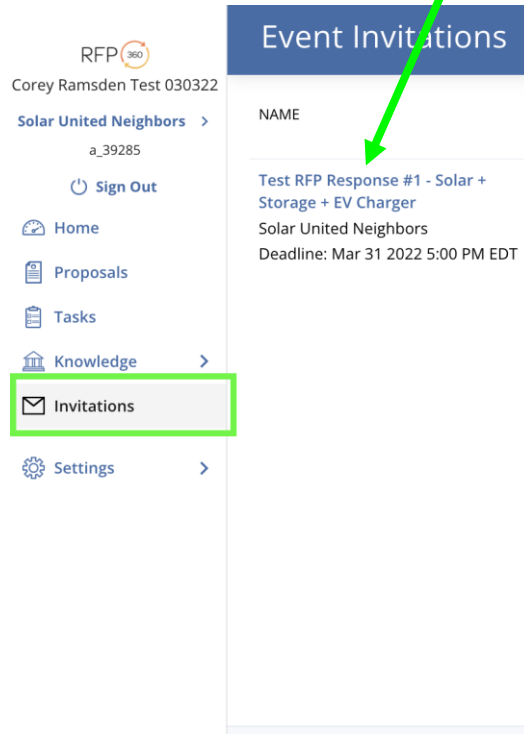 RFP 360
Corey Ramsden Test 030322
Solar United Neighbors
a_39285
Sign Out
Home
Proposals
Tasks
Knowledge
Invitations
Settings
Event Invitations
NAME
Test RFP Response #1 - Solar +
Storage + EV Charger
Solar United Neighbors
Deadline: Mar 31 2022 5:00 PM EDT